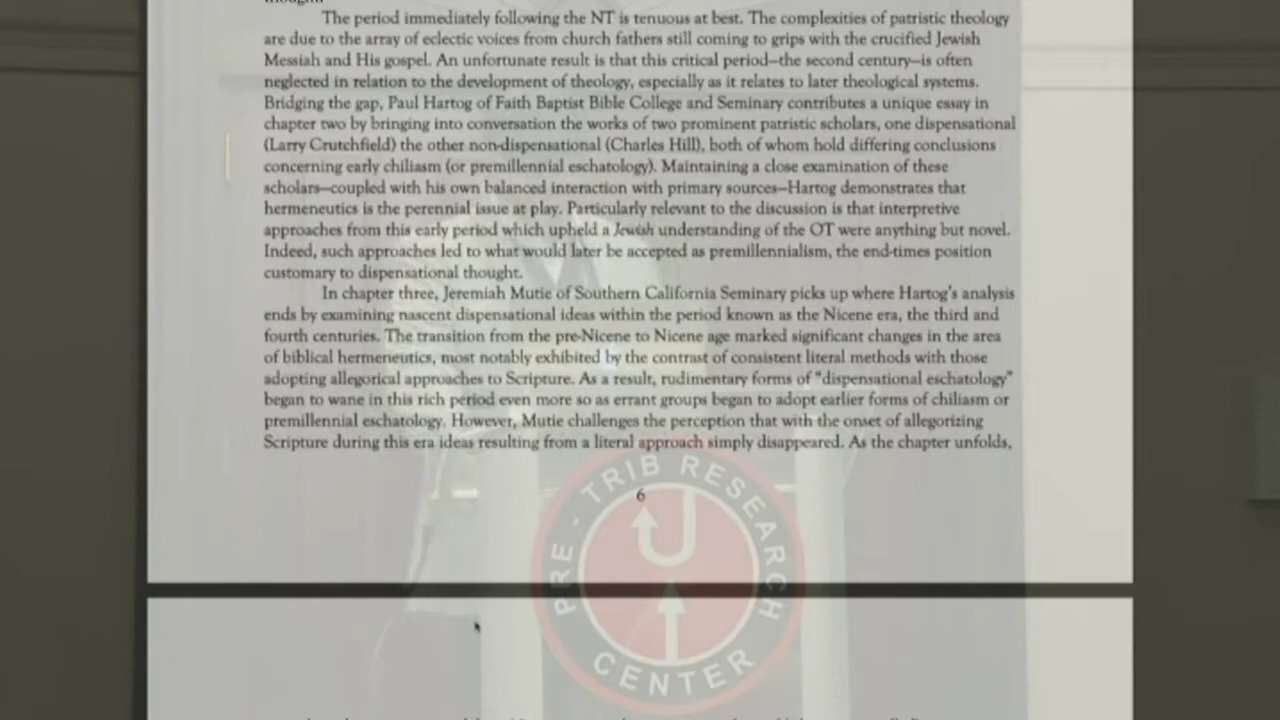 The period immediately following the NT is tenuous at best. The complexities of patristic theology
are due to the array of eclectic voices from church fathers still coming to grips with the crucified Jewish
Messiah and His gospel. An unfortunate result is that this critical period—the second century—is often
neglected in relation to the development of theology, especially as it relates to later theological systems.
Bridging the gap, Paul Hartog of Faith Baptist Bible College and Seminary contributes a unique essay in
chapter two by bringing into conversation the works of two prominent patristic scholars, one dispensational
(Larry Crutchfield) the other non-dispensational (Charles Hill), both of whom hold differing conclusions
concerning early chiliasm (or premillennial eschatology). Maintaining a close examination of these
scholars—coupled with his own balanced interaction with primary sources—Hartog demonstrates that
hermeneutics is the perennial issue at play. Particularly relevant to the discussion is that interpretive
approaches from this early period which upheld a Jewish understanding of the OT were anything but novel.
Indeed, such approaches led to what would later be accepted as premillennialism, the end-times position
customary to dispensational thought.
In chapter three, Jeremiah Mutie of Southern California Seminary picks up where Hartog's analysis
ends by examining nascent dispensational ideas within the period known as the Nicene era, the third and
fourth centuries. The transition from the pre-Nicene to Nicene age marked significant changes in the area
of biblical hermeneutics, most notably exhibited by the contrast of consistent literal methods with those
adopting allegorical approaches to Scripture. As a result, rudimentary forms of "dispensational eschatology"
began to wane in this rich period even more so as errant groups began to adopt earlier forms of chiliasm or
premillennial eschatology. However, Mutie challenges the perception that with the onset of allegorizing
Scripture during this era ideas resulting from a literal approach simply disappeared. As the chapter unfolds,
6
PRE-TRIB RESEARCH
CENTER